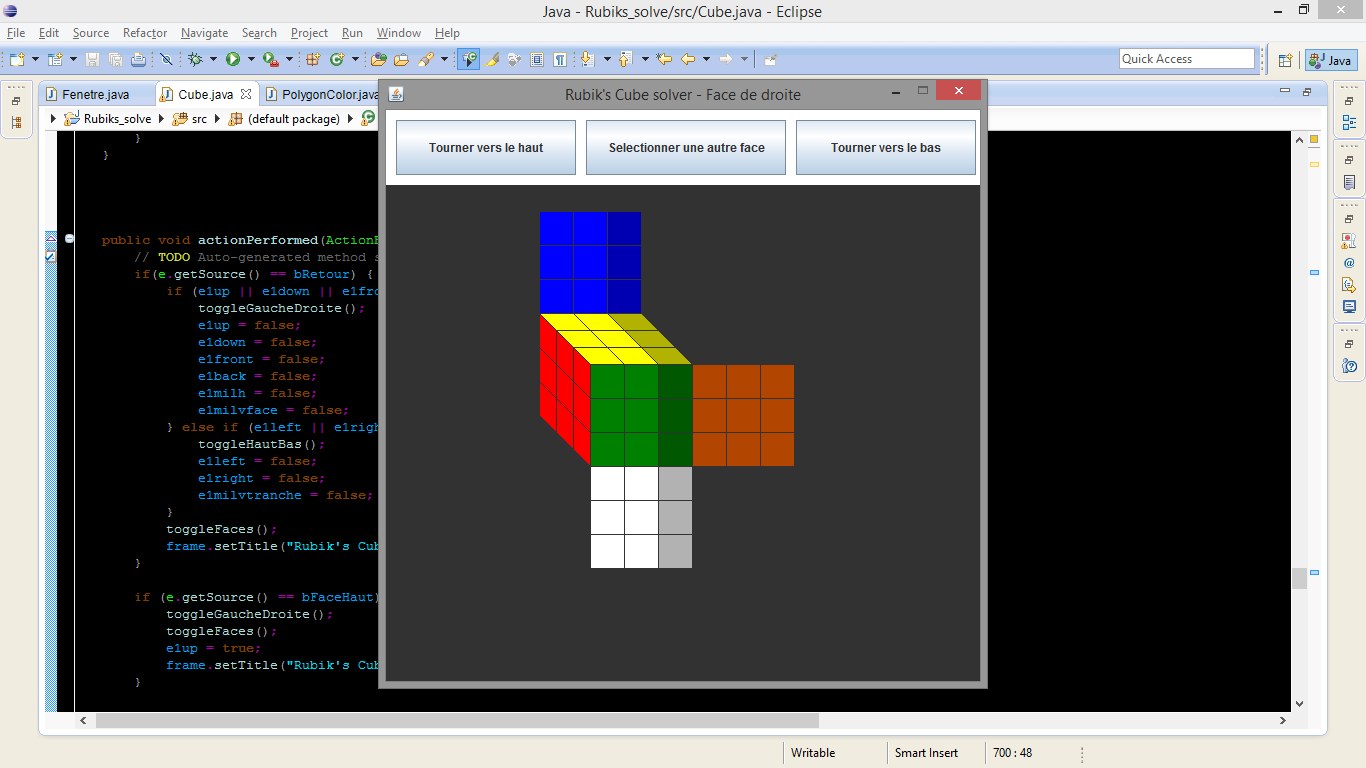 Java - Rubiks_solve/src/Cube.java - Eclipse
File Edit Source Refactor Navigate Search Project Run Window Help
Quick Access
Java
Fenetre.java Cube.java PolygonColor.java
Rubiks_solve src (default package)
Rubik's Cube solver - Face de droite
Tourner vers le haut Selectionner une autre face Tourner vers le bas
}
}
public void actionPerformed(ActionE
// TODO Auto-generated method s
if(e.getSource() == bRetour) {
if (e1up || e1down || e1fro
toggleGaucheDroite();
e1up = false;
e1down = false;
e1front = false;
e1back = false;
e1milh = false;
e1milvface = false;
} else if (e1left || e1righ
toggleHautBas();
e1left = false;
e1right = false;
e1milvtranche = false;
}
toggleFaces();
frame.setTitle("Rubik's Cub
}
if (e.getSource() == bFaceHaut)
toggleGaucheDroite();
toggleFaces();
e1up = true;
frame.setTitle("Rubik's Cub
}
Writable Smart Insert 700 : 48